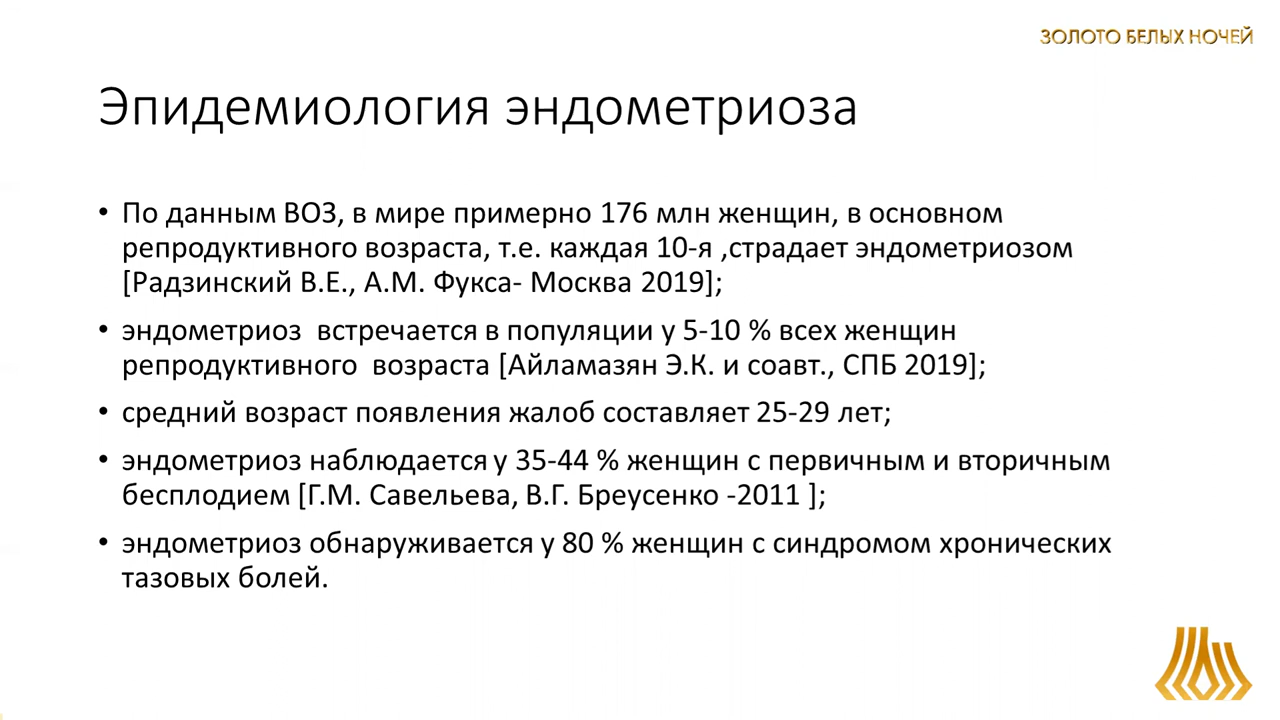 ЗОЛОТО БЕЛЫХ НОЧЕЙ
Эпидемиология эндометриоза
• По данным ВОЗ, в мире примерно 176 млн женщин, в основном
репродуктивного возраста, т.е. каждая 10-я ,страдает эндометриозом
[Радзинский В.Е., А.М. Фукса- Москва 2019];
• эндометриоз  встречается в популяции у 5-10 % всех женщин
репродуктивного  возраста [Айламазян Э.К. и соавт., СПБ 2019];
• средний возраст появления жалоб составляет 25-29 лет;
• эндометриоз наблюдается у 35-44 % женщин с первичным и вторичным
бесплодием [Г.М. Савельева, В.Г. Бреусенко -2011 ];
• эндометриоз обнаруживается у 80 % женщин с синдромом хронических
тазовых болей.